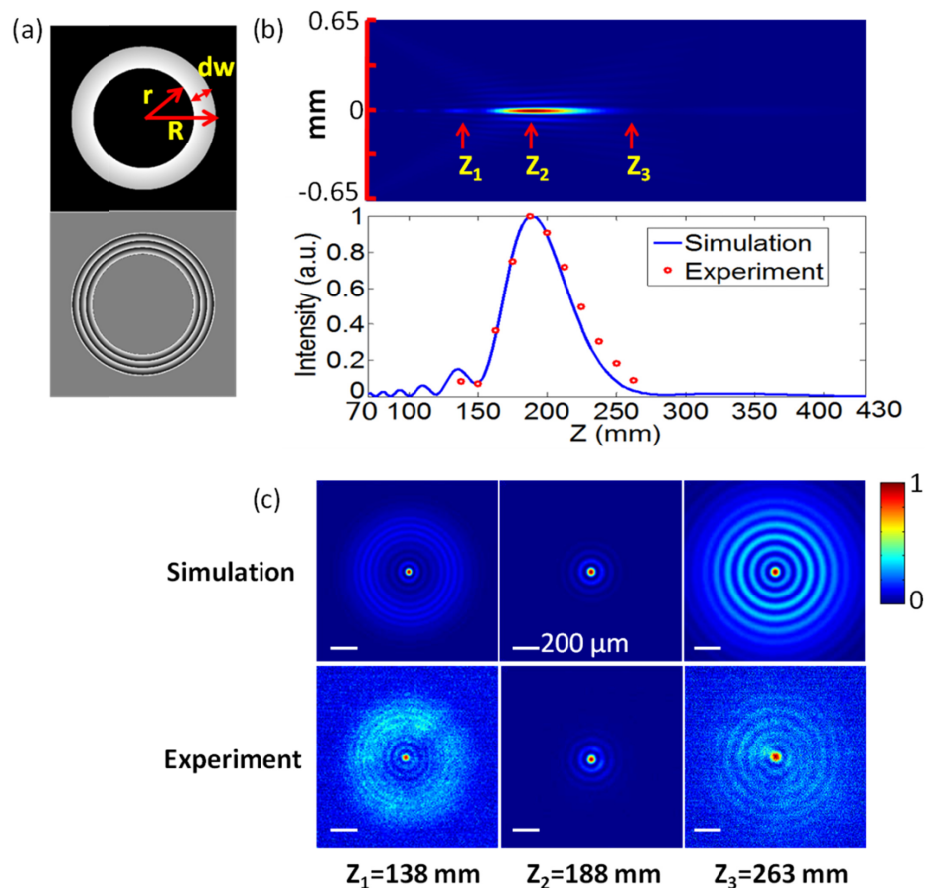 (a)
dw
r
R
(b)
0.65
0
-0.65
mm
Z1
Z2
Z3
1
0.8
0.6
0.4
0.2
0
Intensity (a.u.)
Simulation
Experiment
70 100 150 200 250 300 350 400 430
Z (mm)
(c)
Simulation
200 μm
1
0
Experiment
Z1=138 mm Z2=188 mm Z3=263 mm